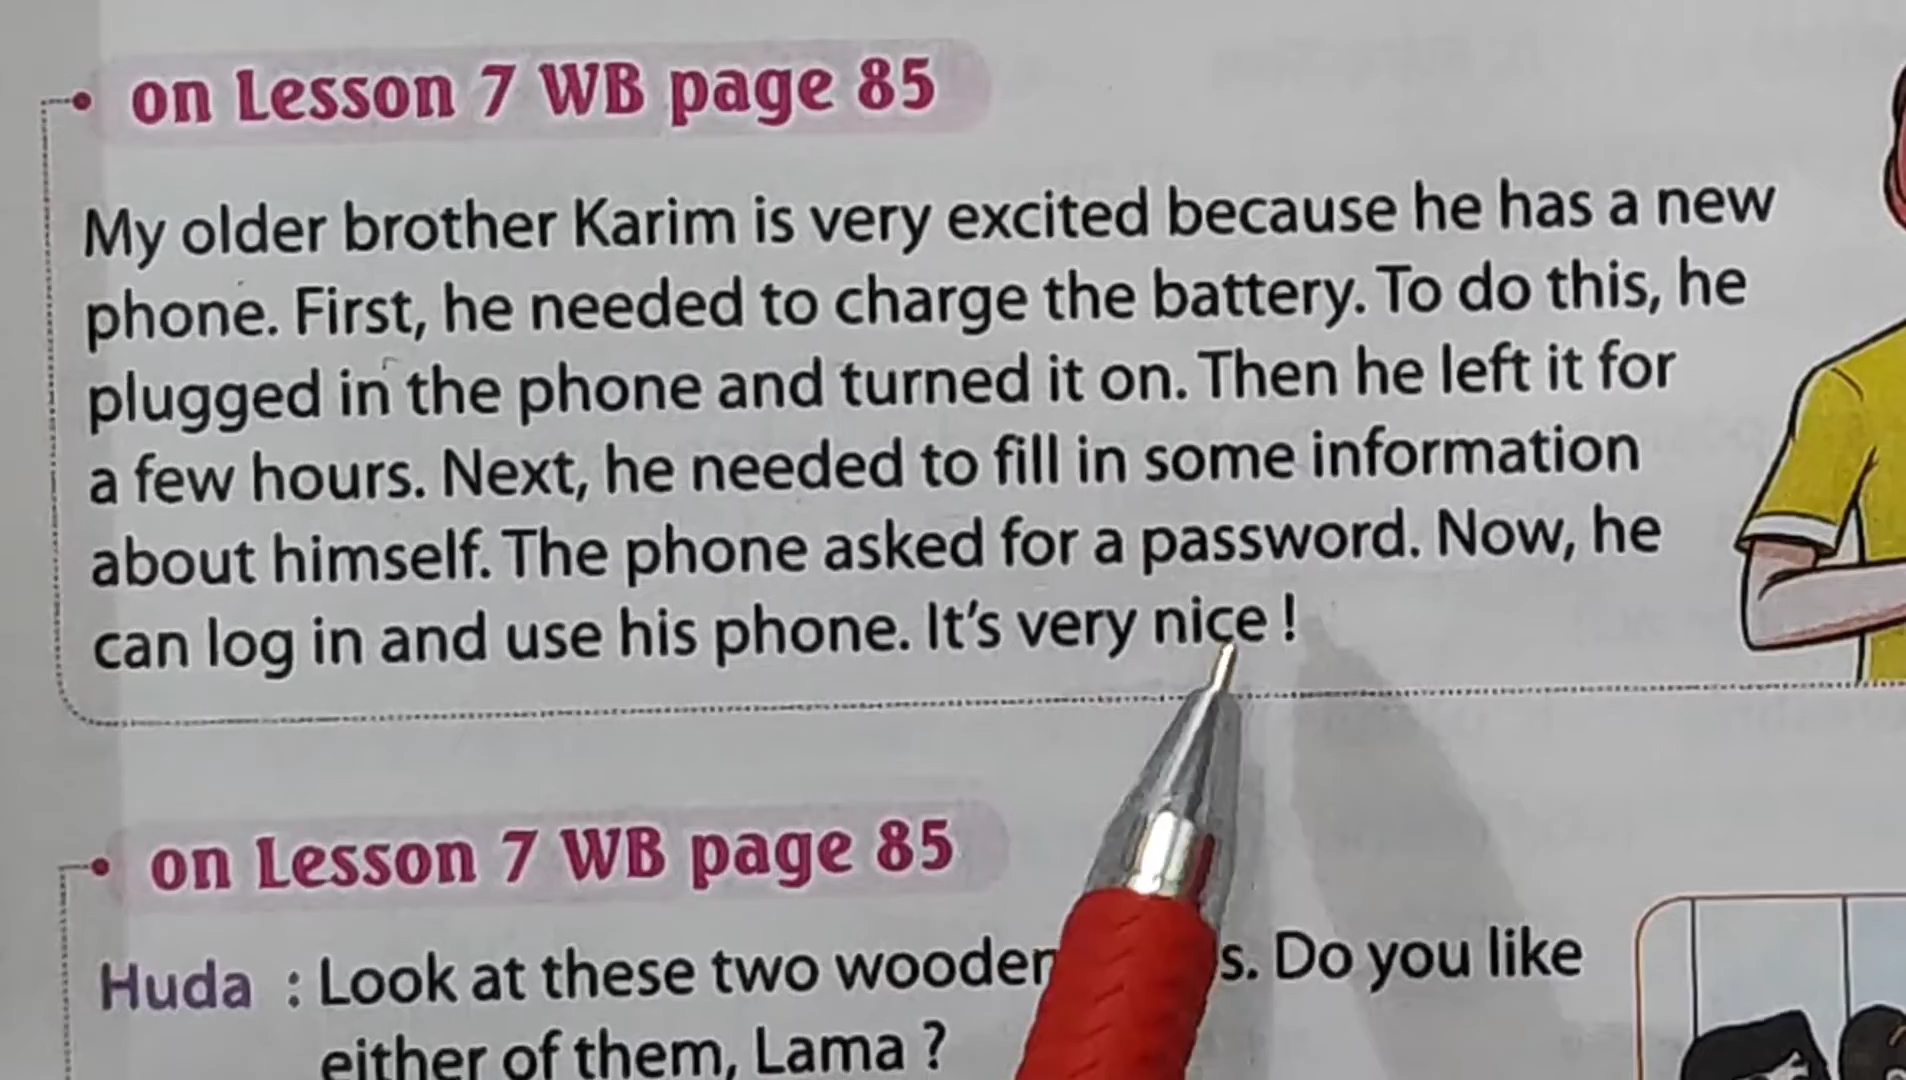 on Lesson 7 WB page 85
My older brother Karim is very excited because he has a new
phone. First, he needed to charge the battery. To do this, he
plugged in the phone and turned it on. Then he left it for
a few hours. Next, he needed to fill in some information
about himself. The phone asked for a password. Now, he
can log in and use his phone. It's very nice !
on Lesson 7 WB page 85
Huda : Look at these two wooden Do you like
either of them, Lama ?